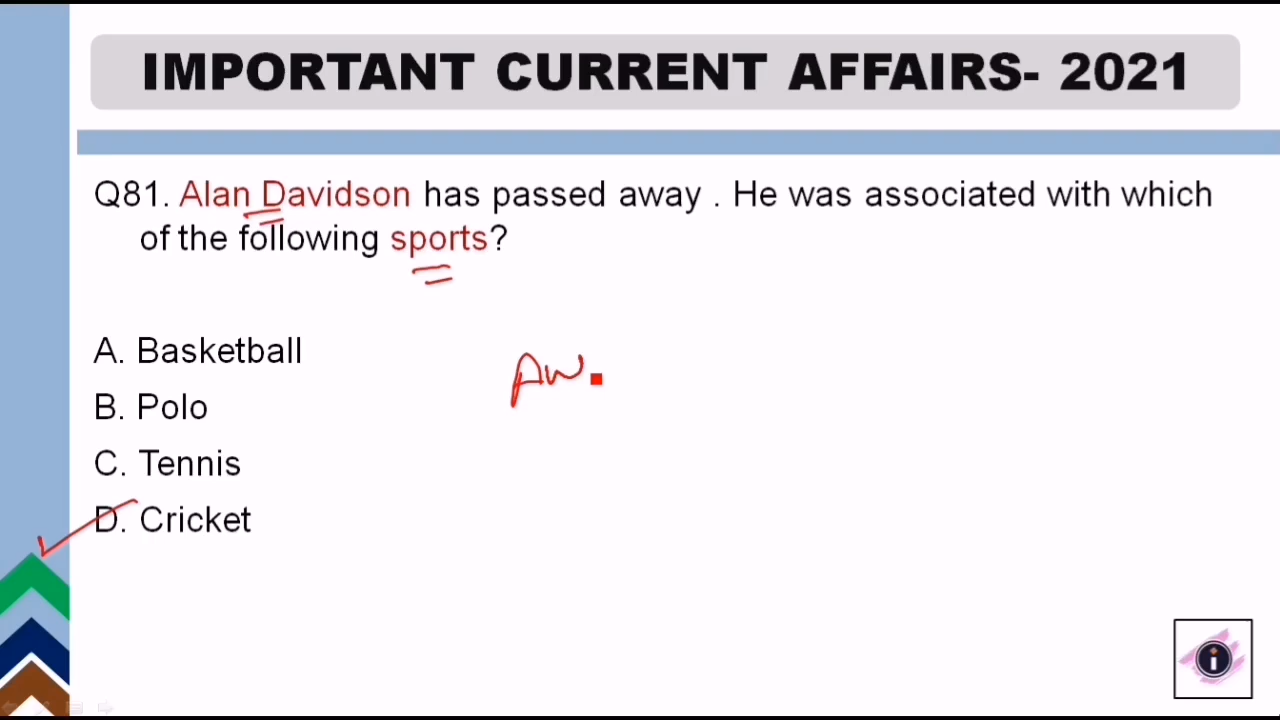 IMPORTANT CURRENT AFFAIRS- 2021
Q81. Alan Davidson has passed away . He was associated with which
of the following sports?
A. Basketball
B. Polo
C. Tennis
D. Cricket
i